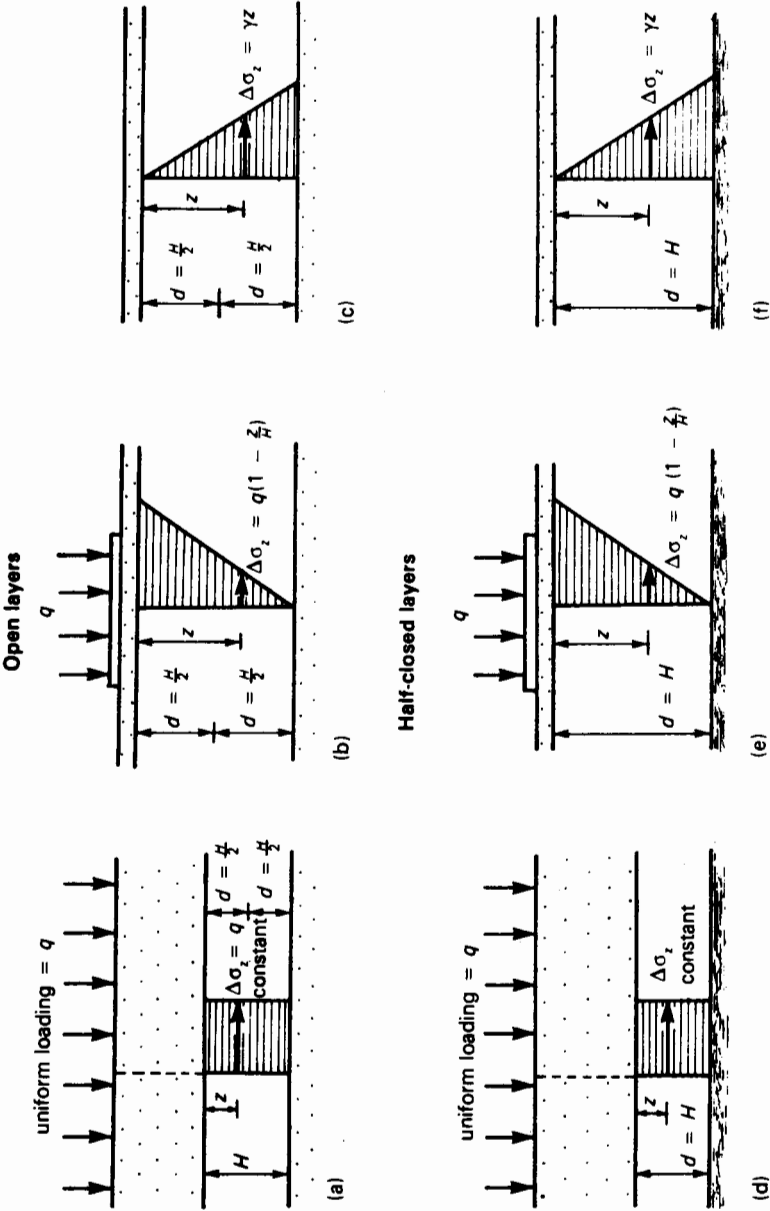 Open layers
uniform loading = q
H
z
Δσz = q
constant
d = H/2
d = H/2
(a)
q
d = H/2
d = H/2
z
Δσz = q(1 − z/H)
(b)
d = H/2
d = H/2
z
Δσz = γz
(c)
Half-closed layers
uniform loading = q
d = H
z
Δσz
constant
(d)
q
d = H
z
Δσz = q (1 − z/H)
(e)
d = H
z
Δσz = γz
(f)